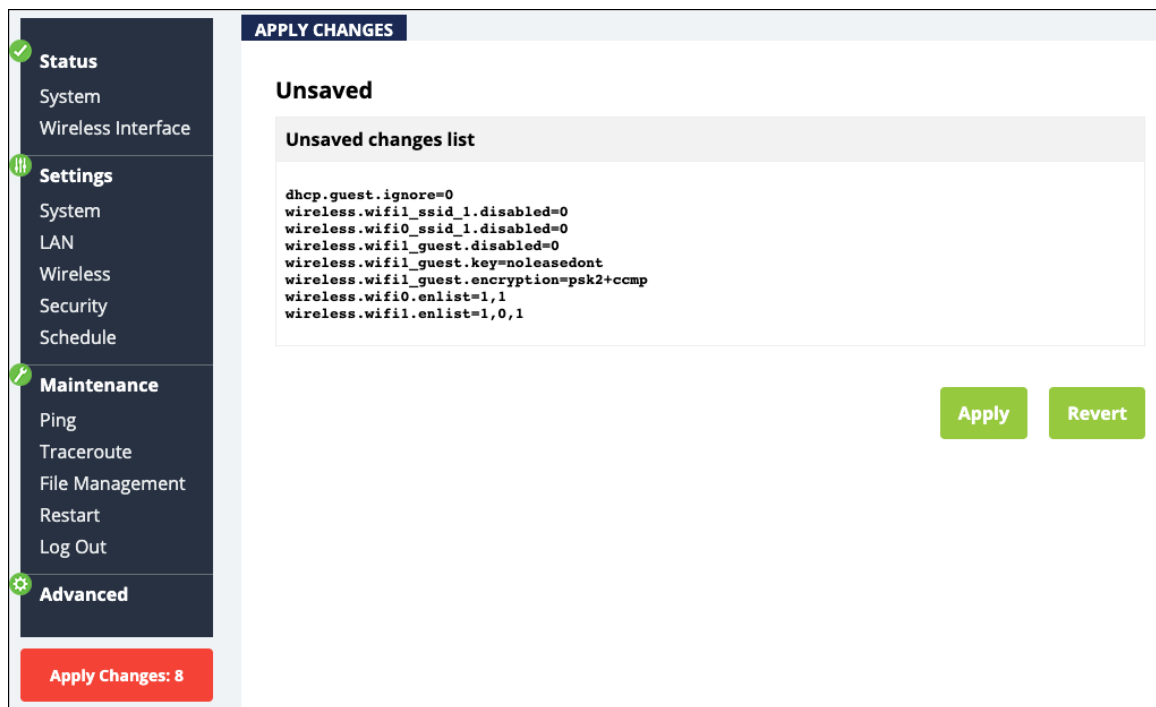 Status
System
Wireless Interface
Settings
System
LAN
Wireless
Security
Schedule
Maintenance
Ping
Traceroute
File Management
Restart
Log Out
Advanced
Apply Changes: 8
APPLY CHANGES
Unsaved
Unsaved changes list
dhcp.guest.ignore=0
wireless.wifi1_ssid_1.disabled=0
wireless.wifi0_ssid_1.disabled=0
wireless.wifi1_guest.disabled=0
wireless.wifi1_guest.key=noleasedont
wireless.wifi1_guest.encryption=psk2+ccmp
wireless.wifi0.enlist=1,1
wireless.wifi1.enlist=1,0,1
Apply
Revert